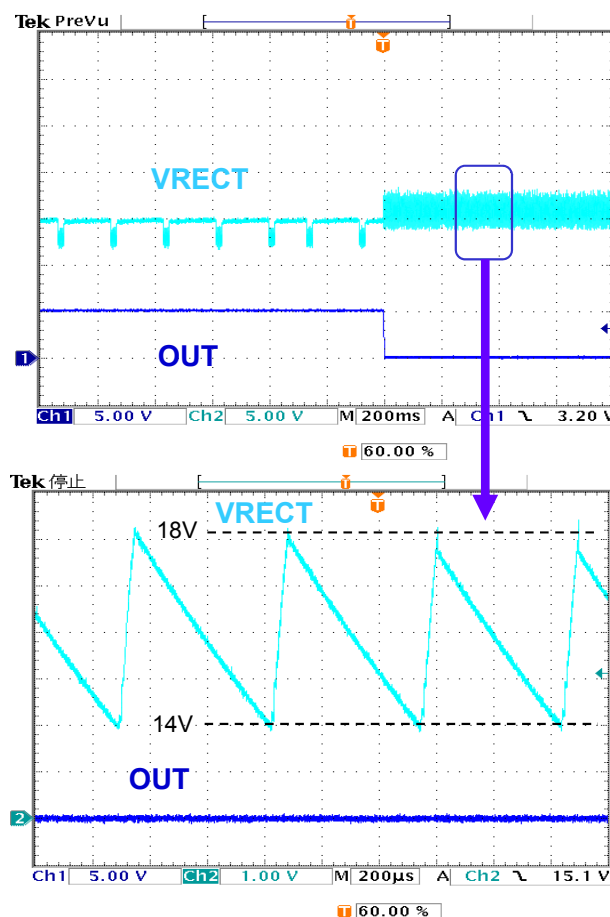 Tek PreVu
T
T
VRECT
1
OUT
Ch1 5.00 V Ch2 5.00 V M 200ms A Ch1 3.20 V
T 60.00 %
Tek 停止
T
T
VRECT
18V
14V
OUT
2
Ch1 5.00 V Ch2 1.00 V M 200µs A Ch2 15.1 V
T 60.00 %